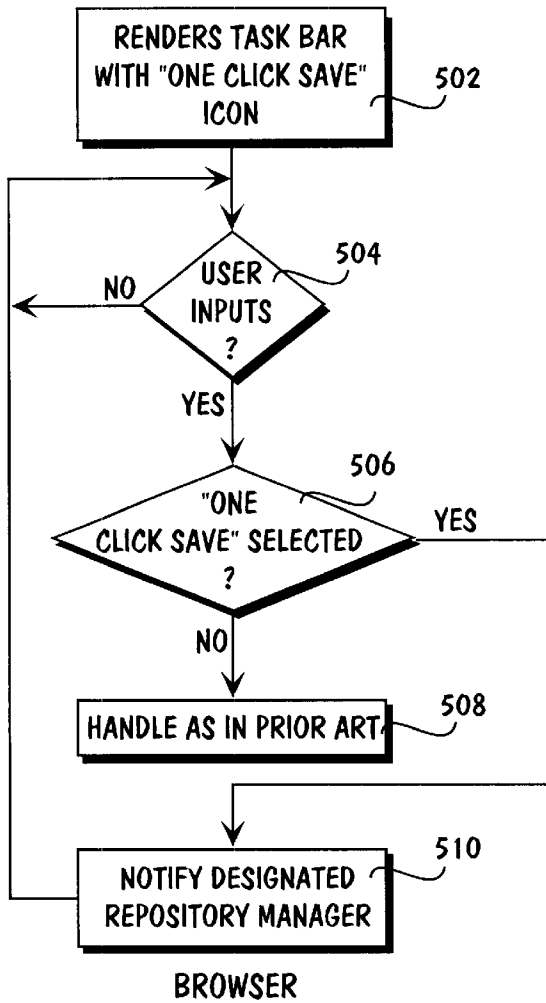 RENDERS TASK BAR
WITH "ONE CLICK SAVE"
ICON
502
504
USER
INPUTS
?
NO
YES
506
"ONE
CLICK SAVE" SELECTED
?
YES
NO
508
HANDLE AS IN PRIOR ART
510
NOTIFY DESIGNATED
REPOSITORY MANAGER
BROWSER